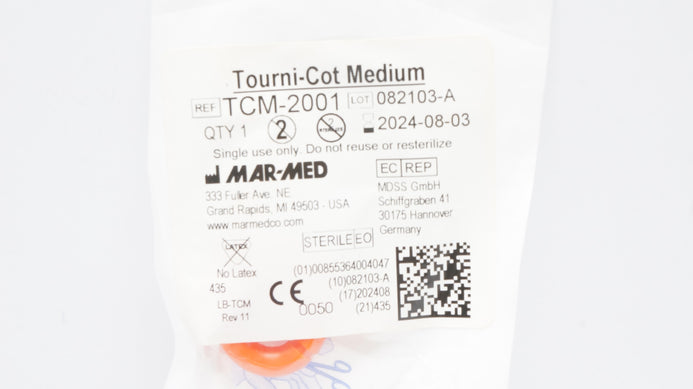 Tourni-Cot Medium
REF TCM-2001 LOT 082103-A
QTY 1 2 2 STERILIZE 2024-08-03
Single use only. Do not reuse or resterilize
MAR-MED
333 Fuller Ave. NE
Grand Rapids, MI 49503 - USA
www.marmedco.com
EC REP
MDSS GmbH
Schiffgraben 41
30175 Hannover
Germany
STERILE EO
LATEX
No Latex
435
LB-TCM
Rev 11
CE
0050
(01)00855364004047
(10)082103-A
(17)202408
(21)435